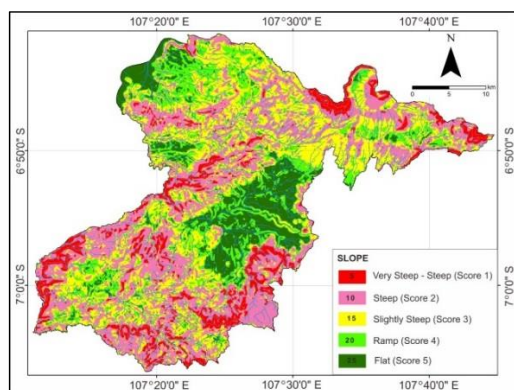 107°20'0"E 107°30'0"E 107°40'0"E
N
0 5 10 km
6°50'0"S 6°50'0"S
7°0'0"S 7°0'0"S
SLOPE
Very Steep - Steep (Score 1)
10 Steep (Score 2)
15 Slightly Steep (Score 3)
20 Ramp (Score 4)
Flat (Score 5)
107°20'0"E 107°30'0"E 107°40'0"E